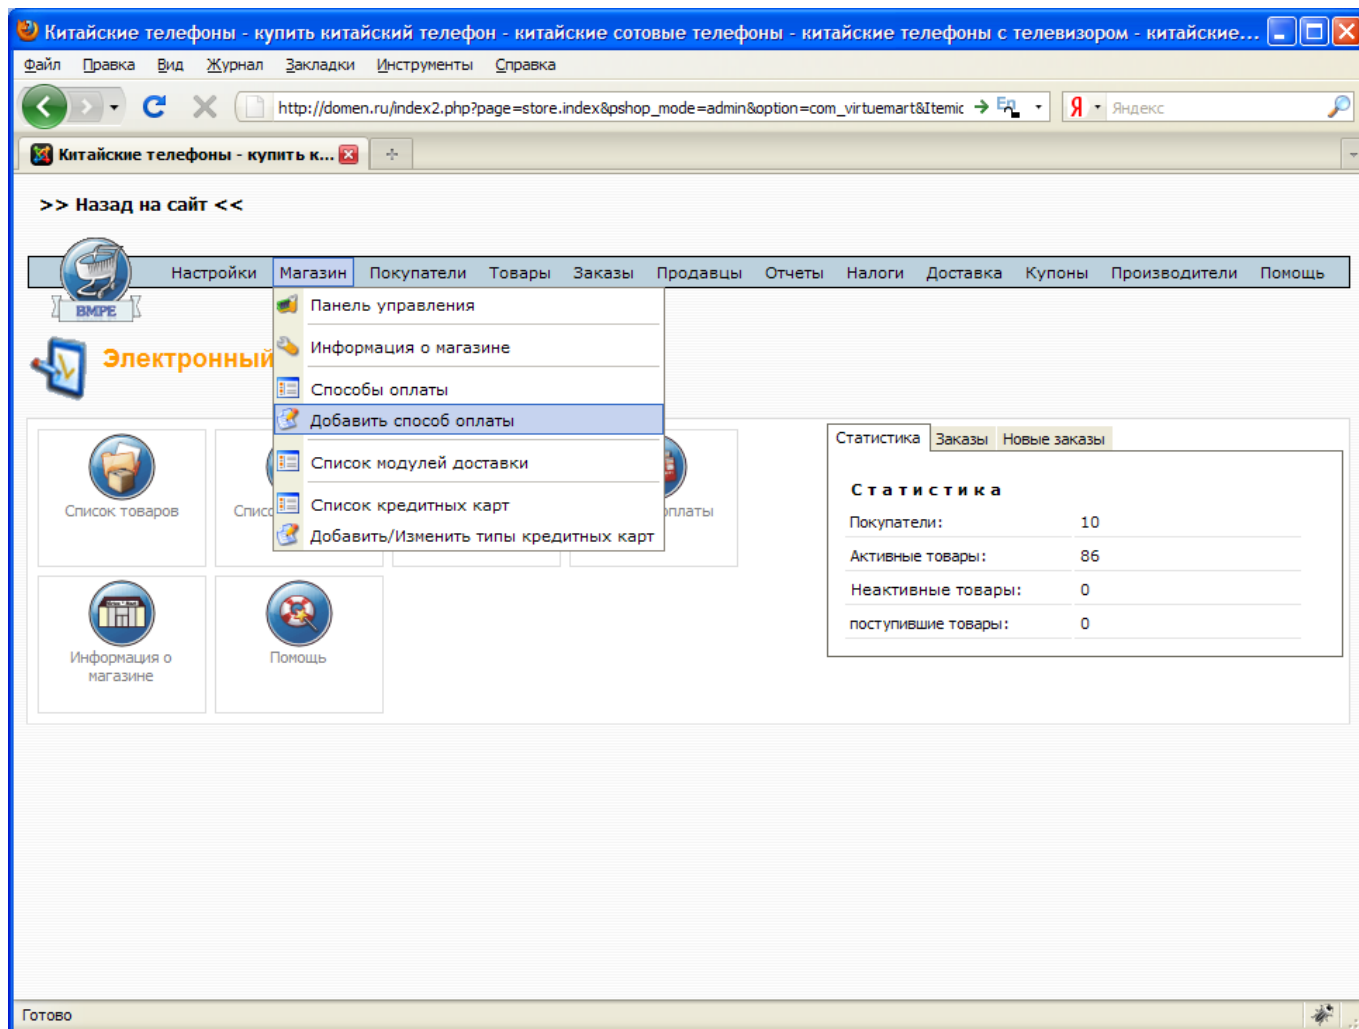 Китайские телефоны - купить китайский телефон - китайские сотовые телефоны - китайские телефоны с телевизором - китайские...
Файл Правка Вид Журнал Закладки Инструменты Справка
http://domen.ru/index2.php?page=store.index&pshop_mode=admin&option=com_virtuemart&Itemic
Яндекс
Китайские телефоны - купить к...
>> Назад на сайт <<
Настройки Магазин Покупатели Товары Заказы Продавцы Отчеты Налоги Доставка Купоны Производители Помощь
ВМРЕ
Панель управления
Информация о магазине
Способы оплаты
Добавить способ оплаты
Список модулей доставки
Список кредитных карт
Добавить/Изменить типы кредитных карт
Электронный
Список товаров
оплаты
Информация о
магазине
Помощь
Статистика Заказы Новые заказы
Статистика
Покупатели: 10
Активные товары: 86
Неактивные товары: 0
поступившие товары: 0
Готово